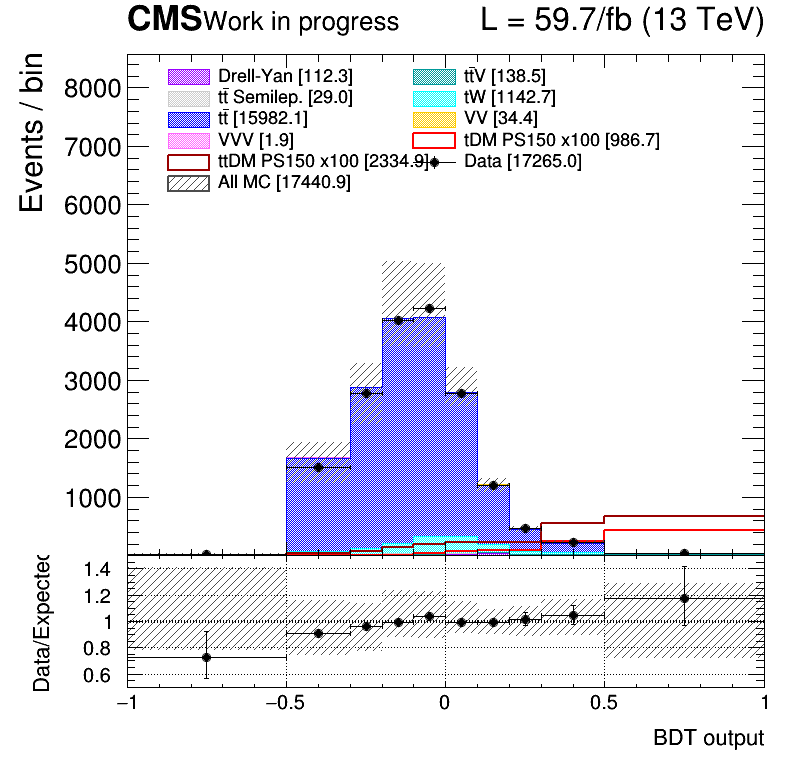 CMS Work in progress L = 59.7/fb (13 TeV)
Events / bin
8000
7000
6000
5000
4000
3000
2000
1000
Drell-Yan [112.3] tt̄V [138.5]
tt̄ Semilep. [29.0] tW [1142.7]
tt̄ [15982.1] VV [34.4]
VVV [1.9] tDM PS150 x100 [986.7]
ttDM PS150 x100 [2334.9] Data [17265.0]
All MC [17440.9]
Data/Expected
1.4
1.2
1
0.8
0.6
−1 −0.5 0 0.5 1
BDT output